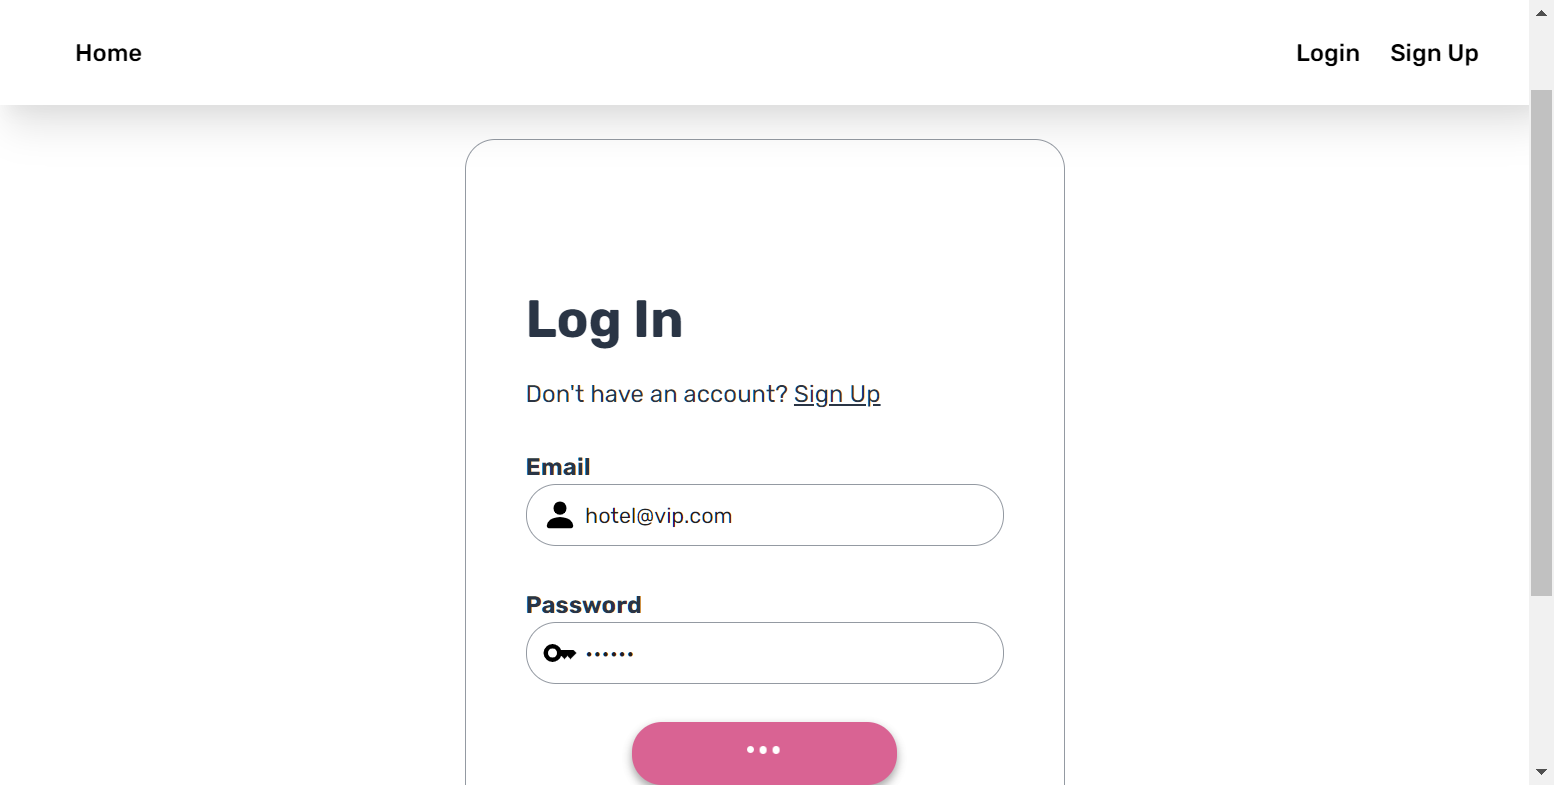 Home Login Sign Up
Log In
Don't have an account? Sign Up
Email
hotel@vip.com
Password
••••••
•••